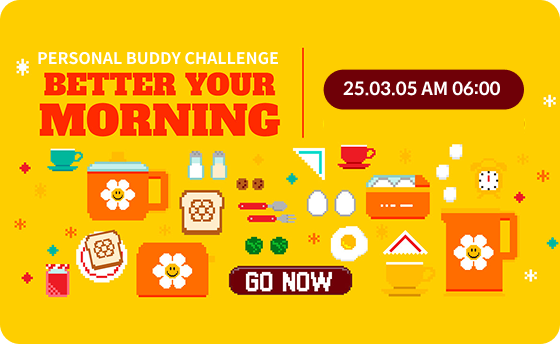 PERSONAL BUDDY CHALLENGE
BETTER YOUR
MORNING
25.03.05 AM 06:00
GO NOW